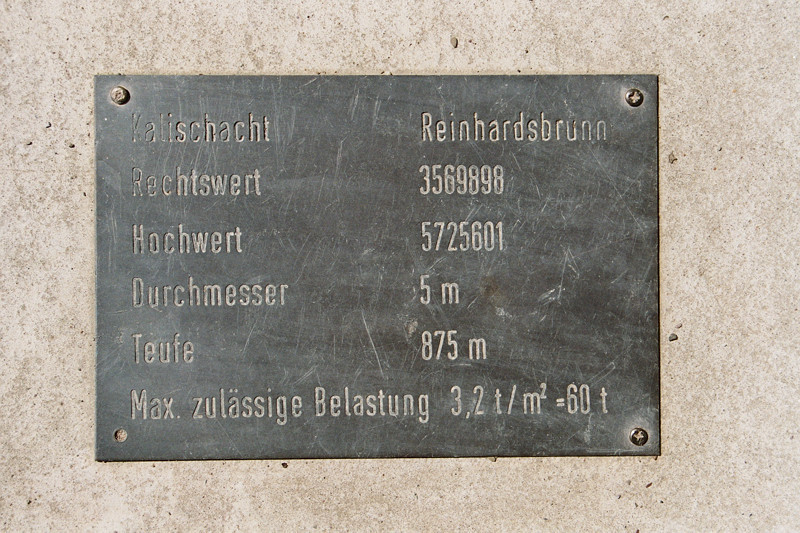 Kalischacht Reinhardsbrunn
Rechtswert 3569898
Hochwert 5725601
Durchmesser 5 m
Teufe 875 m
Max. zulässige Belastung 3,2 t/m² =60 t